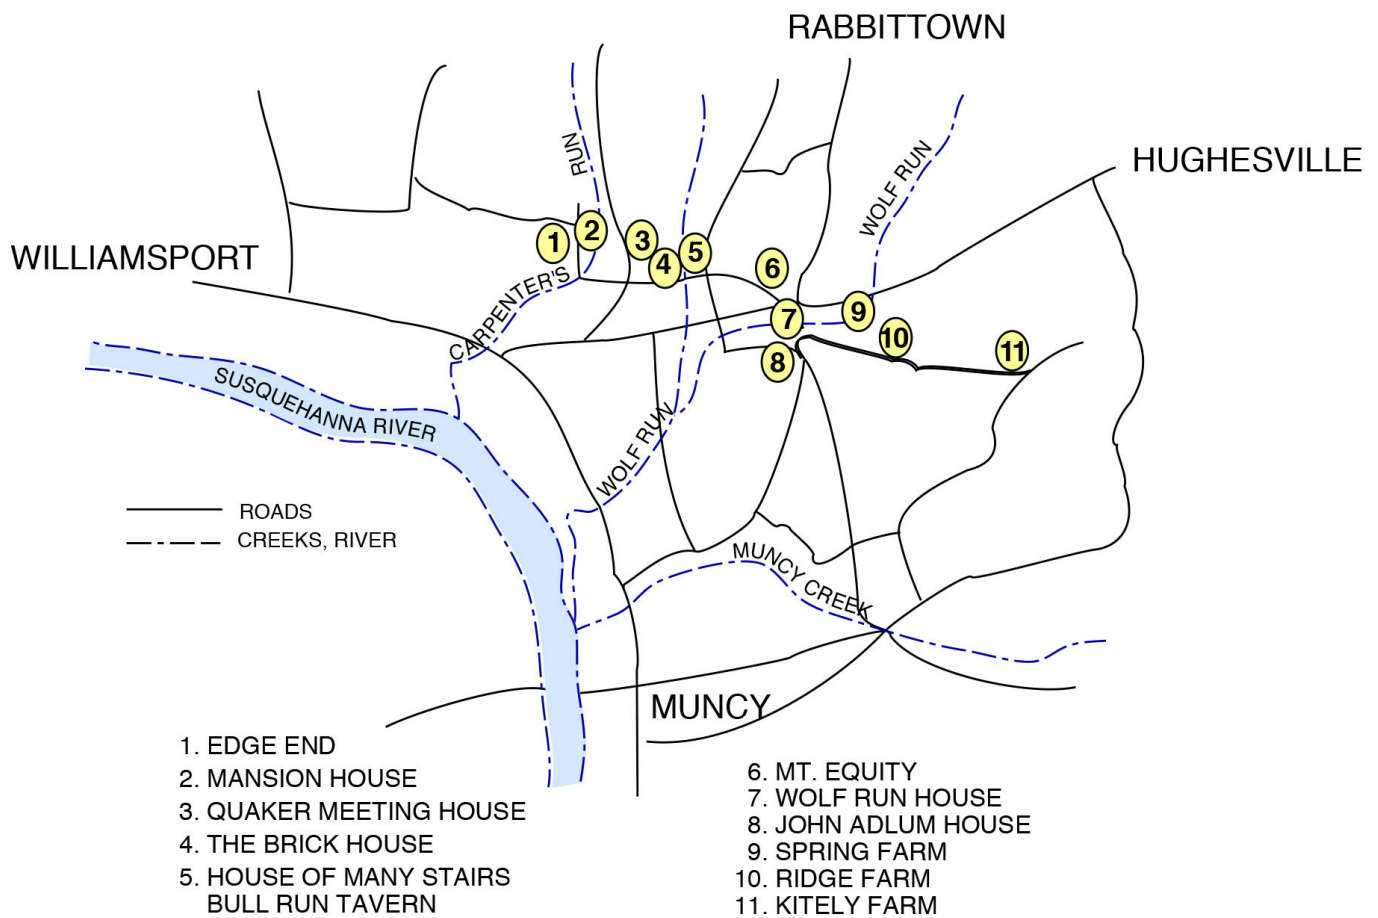 RABBITTOWN
HUGHESVILLE
WILLIAMSPORT
RUN
WOLF RUN
CARPENTER'S
1
2
3
4
5
6
7
8
9
10
11
SUSQUEHANNA RIVER
WOLF RUN
ROADS
CREEKS, RIVER
MUNCY CREEK
MUNCY
1. EDGE END
2. MANSION HOUSE
3. QUAKER MEETING HOUSE
4. THE BRICK HOUSE
5. HOUSE OF MANY STAIRS
BULL RUN TAVERN
6. MT. EQUITY
7. WOLF RUN HOUSE
8. JOHN ADLUM HOUSE
9. SPRING FARM
10. RIDGE FARM
11. KITELY FARM